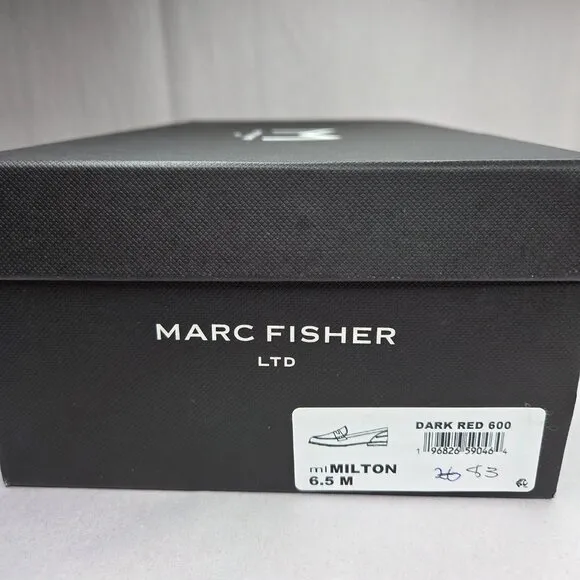 MARC FISHER
LTD
DARK RED 600
1 96826 59046 4
mlMILTON
6.5 M